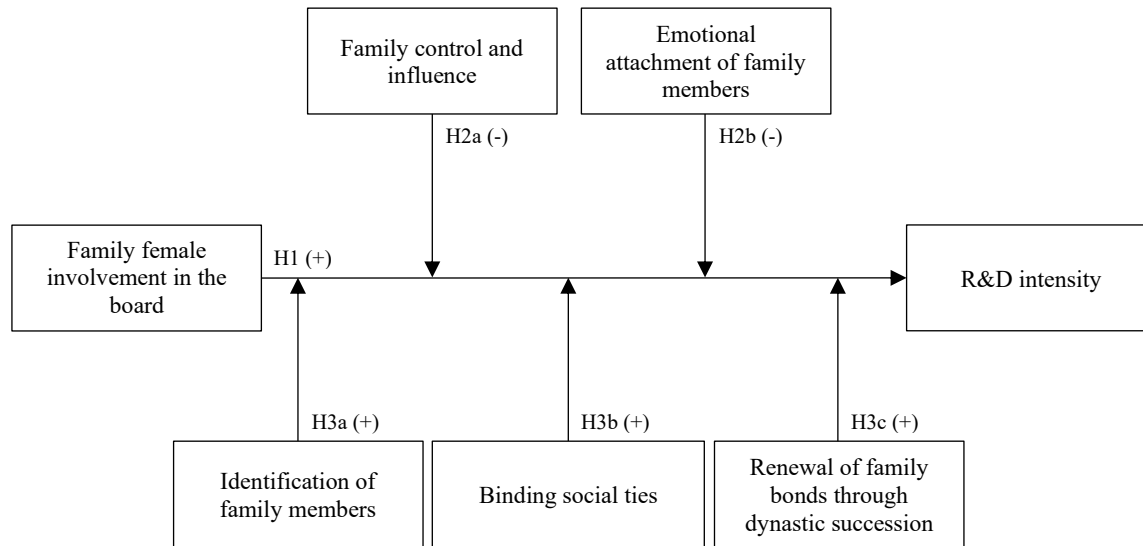 Family control and
influence
Emotional
attachment of family
members
H2a (-)
H2b (-)
Family female
involvement in the
board
H1 (+)
R&D intensity
H3a (+)
H3b (+)
H3c (+)
Identification of
family members
Binding social ties
Renewal of family
bonds through
dynastic succession